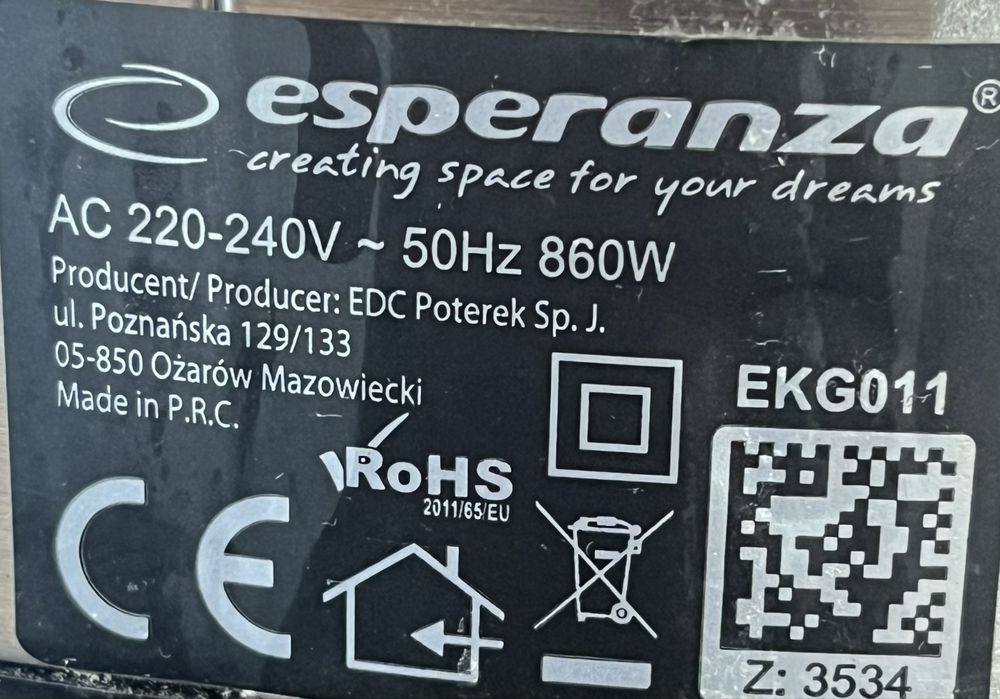 esperanza®
creating space for your dreams
AC 220-240V ~ 50Hz 860W
Producent/ Producer: EDC Poterek Sp. J.
ul. Poznańska 129/133
05-850 Ożarów Mazowiecki
Made in P.R.C.
EKG011
RoHS
2011/65/EU
CE
Z: 3534